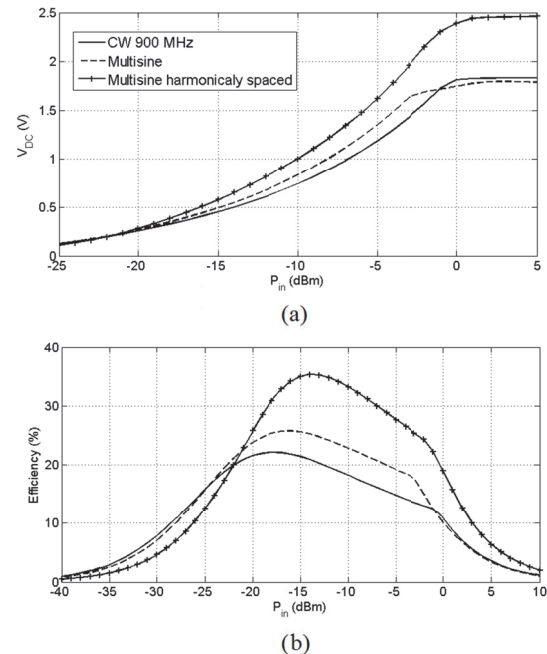 2.5
2
1.5
1
0.5
0
V_DC (V)
CW 900 MHz
Multisine
Multisine harmonicaly spaced
-25 -20 -15 -10 -5 0 5
P_in (dBm)
(a)
40
30
20
10
0
Efficiency (%)
-40 -35 -30 -25 -20 -15 -10 -5 0 5 10
P_in (dBm)
(b)